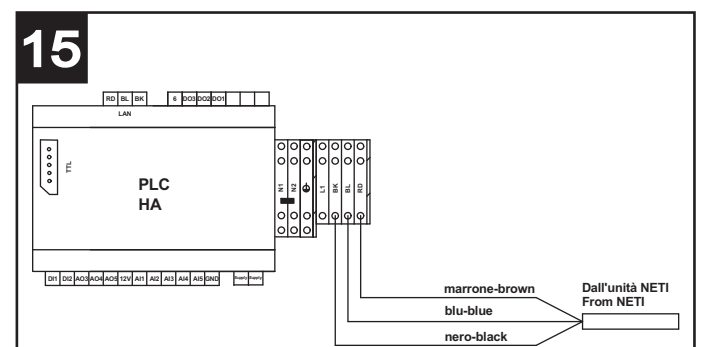 15
RD BL BK 6 DO3 DO2 DO1
LAN
TTL
PLC
HA
N1 N2 L1 BK BL RD
DI1 DI2 AO3 AO4 AO5 12V AI1 AI2 AI3 AI4 AI5 GND Supply Supply
marrone-brown
blu-blue
nero-black
Dall'unità NETI
From NETI